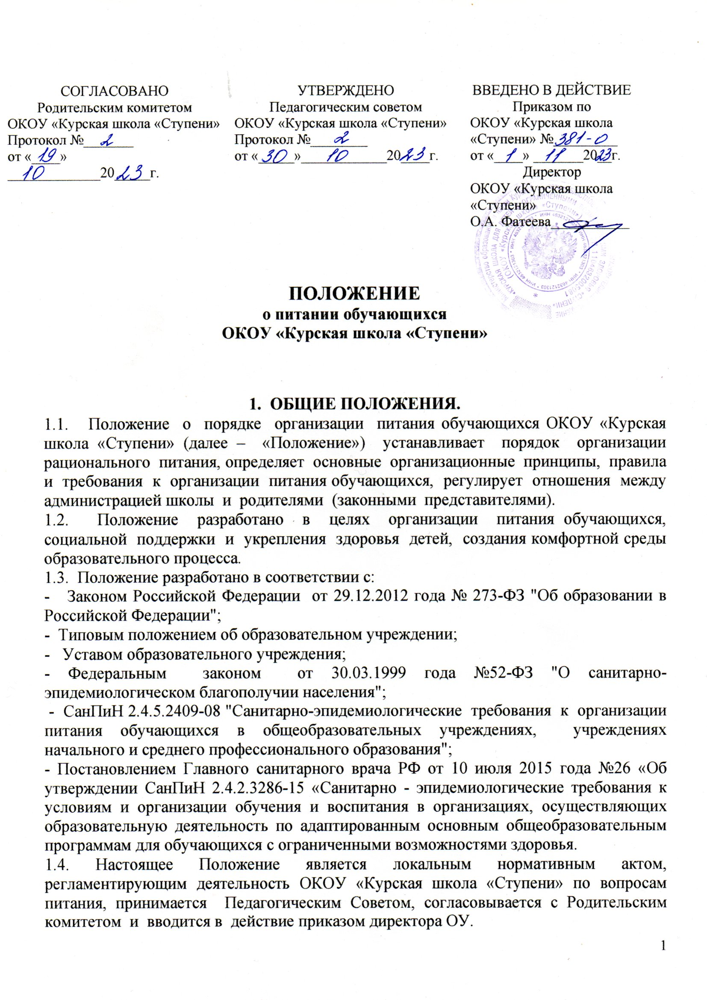 СОГЛАСОВАНО
Родительским комитетом
ОКОУ «Курская школа «Ступени»
Протокол № 2
от « 19 »
10 20 23 г.
УТВЕРЖДЕНО
Педагогическим советом
ОКОУ «Курская школа «Ступени»
Протокол № 2
от « 30 » 10 20 23 г.
ВВЕДЕНО В ДЕЙСТВИЕ
Приказом по
ОКОУ «Курская школа
«Ступени» № 381-О
от « 1 » 11 20 23 г.
Директор
ОКОУ «Курская школа
«Ступени»
О.А. Фатеева
ПОЛОЖЕНИЕ
о питании обучающихся
ОКОУ «Курская школа «Ступени»
1. ОБЩИЕ ПОЛОЖЕНИЯ.
1.1. Положение о порядке организации питания обучающихся ОКОУ «Курская
школа «Ступени» (далее – «Положение») устанавливает порядок организации
рационального питания, определяет основные организационные принципы, правила
и требования к организации питания обучающихся, регулирует отношения между
администрацией школы и родителями (законными представителями).
1.2. Положение разработано в целях организации питания обучающихся,
социальной поддержки и укрепления здоровья детей, создания комфортной среды
образовательного процесса.
1.3. Положение разработано в соответствии с:
- Законом Российской Федерации от 29.12.2012 года № 273-ФЗ "Об образовании в
Российской Федерации";
- Типовым положением об образовательном учреждении;
- Уставом образовательного учреждения;
- Федеральным законом от 30.03.1999 года №52-ФЗ "О санитарно-
эпидемиологическом благополучии населения";
- СанПиН 2.4.5.2409-08 "Санитарно-эпидемиологические требования к организации
питания обучающихся в общеобразовательных учреждениях, учреждениях
начального и среднего профессионального образования";
- Постановлением Главного санитарного врача РФ от 10 июля 2015 года №26 «Об
утверждении СанПиН 2.4.2.3286-15 «Санитарно - эпидемиологические требования к
условиям и организации обучения и воспитания в организациях, осуществляющих
образовательную деятельность по адаптированным основным общеобразовательным
программам для обучающихся с ограниченными возможностями здоровья.
1.4. Настоящее Положение является локальным нормативным актом,
регламентирующим деятельность ОКОУ «Курская школа «Ступени» по вопросам
питания, принимается Педагогическим Советом, согласовывается с Родительским
комитетом и вводится в действие приказом директора ОУ.
1